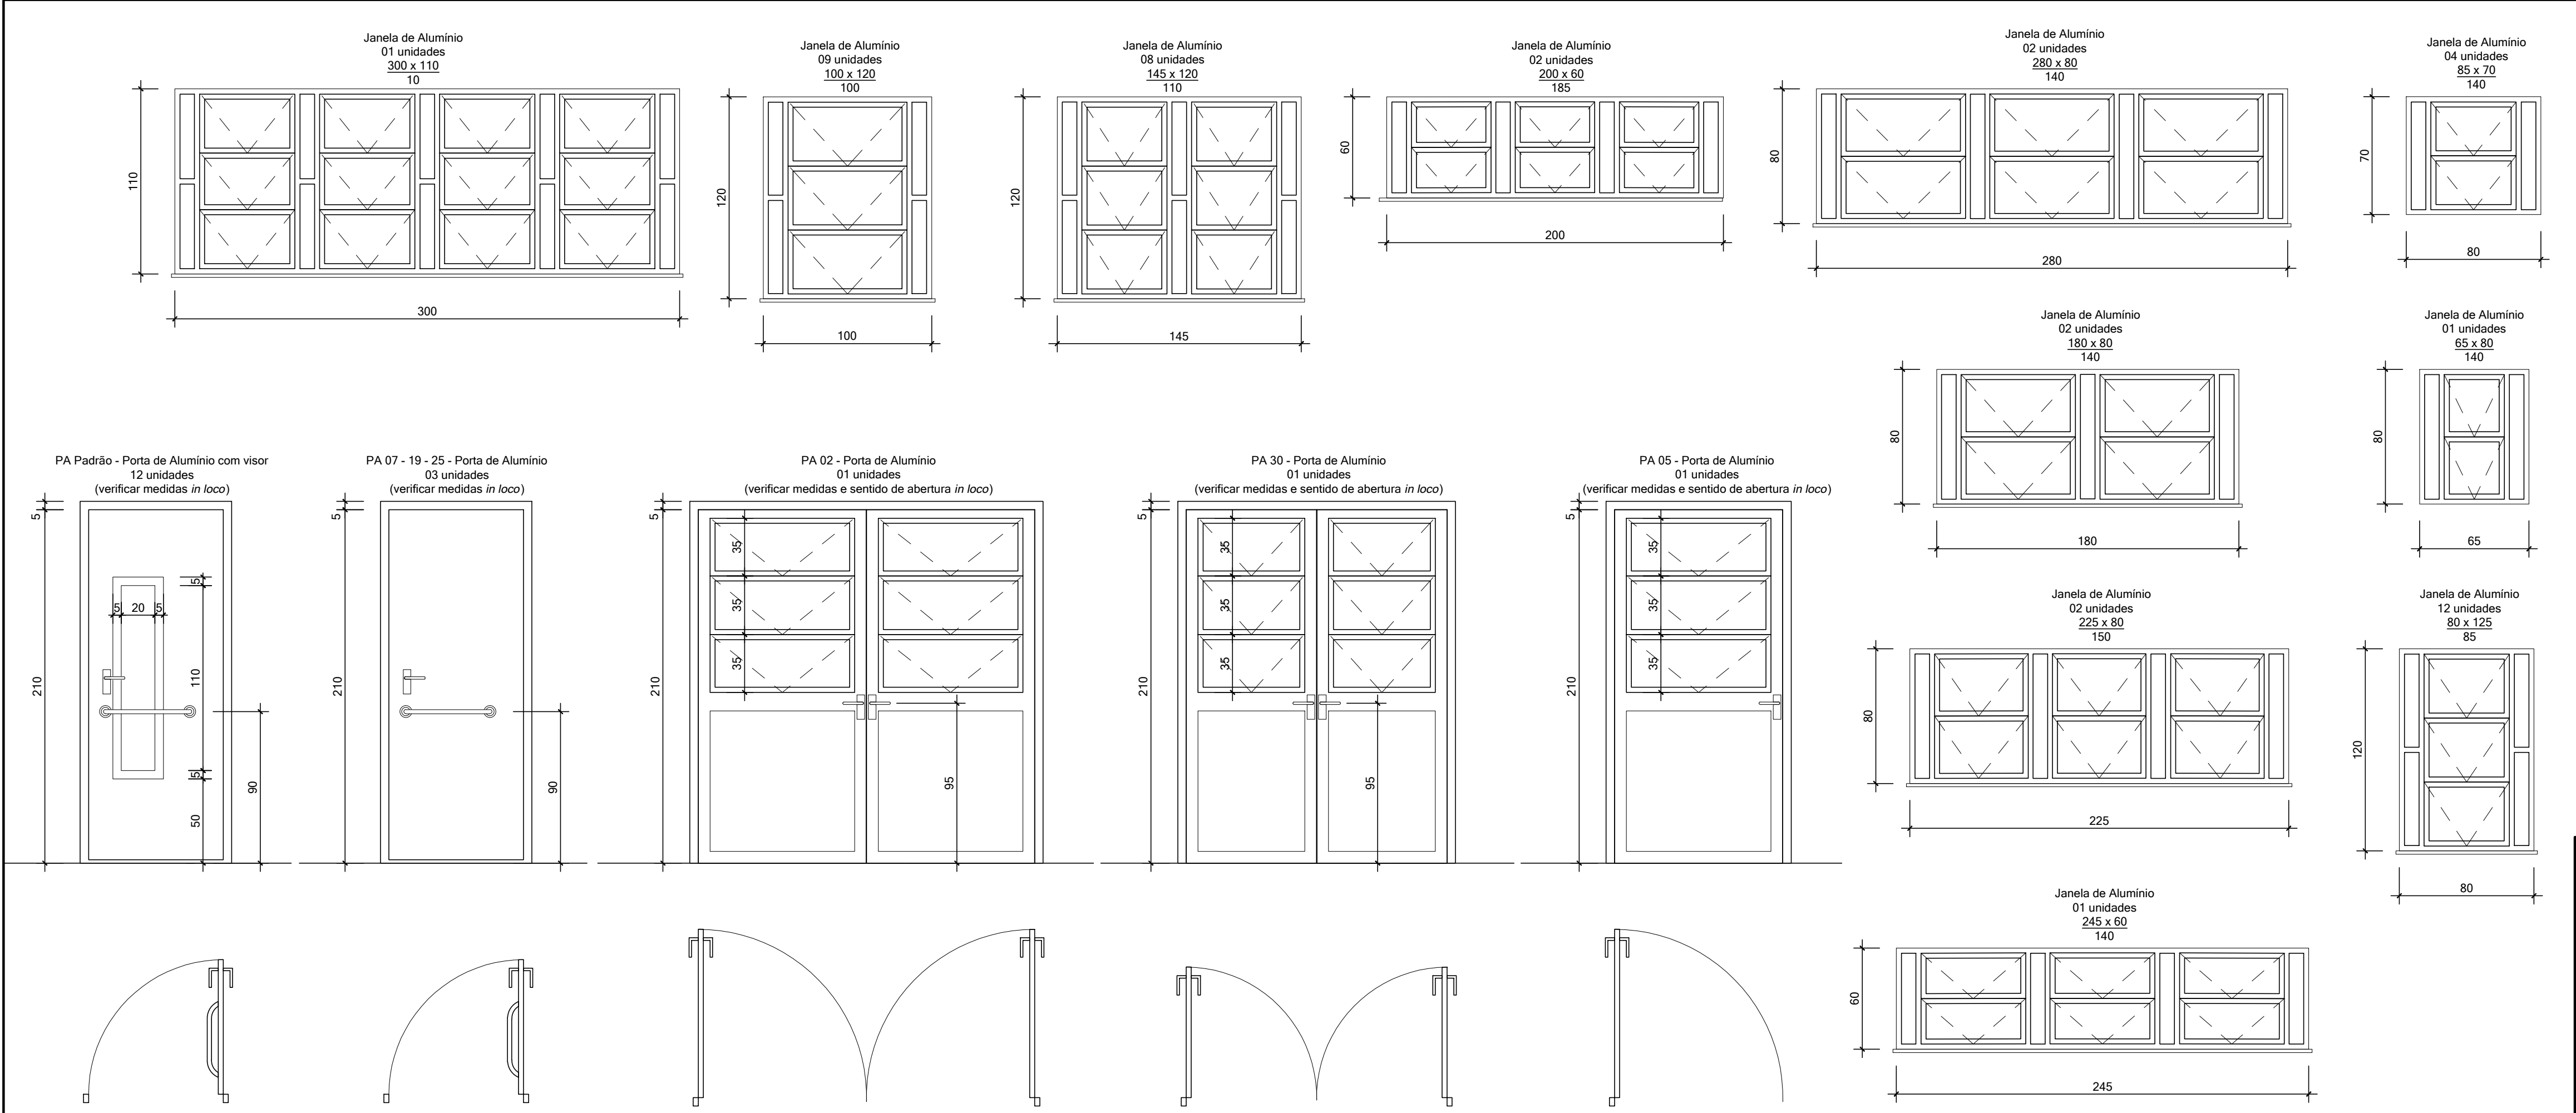 Janela de Alumínio
01 unidades
300 x 110
10
110
300
Janela de Alumínio
09 unidades
100 x 120
100
120
100
Janela de Alumínio
08 unidades
145 x 120
110
120
145
Janela de Alumínio
02 unidades
200 x 60
185
60
200
Janela de Alumínio
02 unidades
280 x 80
140
80
280
Janela de Alumínio
04 unidades
85 x 70
140
70
80
Janela de Alumínio
02 unidades
180 x 80
140
80
180
Janela de Alumínio
01 unidades
65 x 80
140
80
65
PA Padrão - Porta de Alumínio com visor
12 unidades
(verificar medidas in loco)
5
210
5
5
20
5
110
5
50
90
PA 07 - 19 - 25 - Porta de Alumínio
03 unidades
(verificar medidas in loco)
5
210
90
PA 02 - Porta de Alumínio
01 unidades
(verificar medidas e sentido de abertura in loco)
5
210
35
35
35
95
PA 30 - Porta de Alumínio
01 unidades
(verificar medidas e sentido de abertura in loco)
5
210
35
35
35
95
PA 05 - Porta de Alumínio
01 unidades
(verificar medidas e sentido de abertura in loco)
5
210
35
35
35
Janela de Alumínio
02 unidades
225 x 80
150
80
225
Janela de Alumínio
12 unidades
80 x 125
85
120
80
Janela de Alumínio
01 unidades
245 x 60
140
60
245